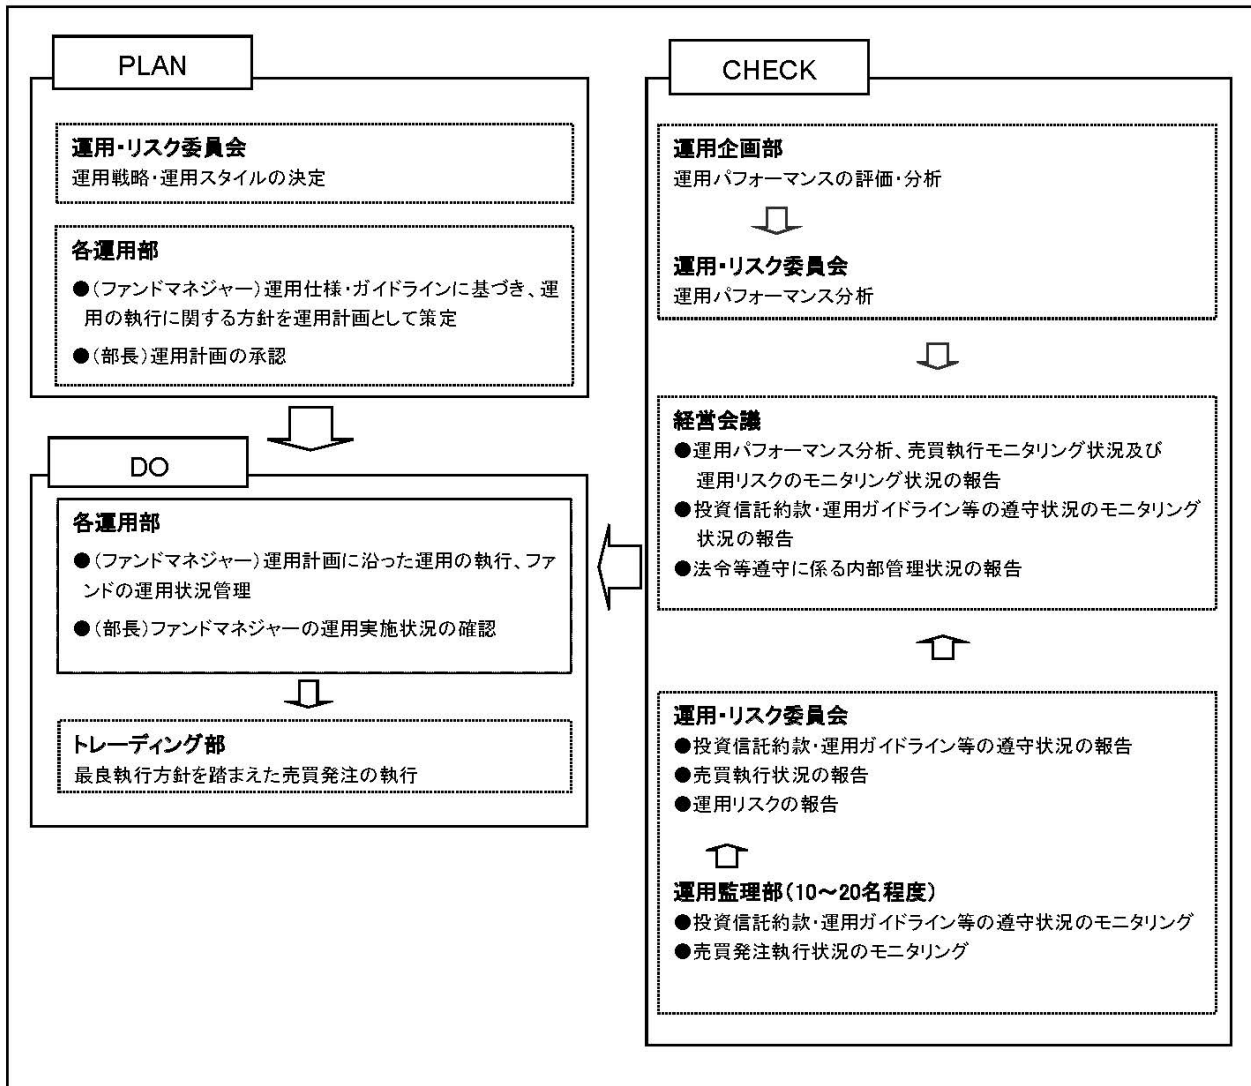 PLAN
運用・リスク委員会
運用戦略・運用スタイルの決定
各運用部
●(ファンドマネジャー)運用仕様・ガイドラインに基づき、運
用の執行に関する方針を運用計画として策定
●(部長)運用計画の承認
DO
各運用部
●(ファンドマネジャー)運用計画に沿った運用の執行、ファ
ンドの運用状況管理
●(部長)ファンドマネジャーの運用実施状況の確認
トレーディング部
最良執行方針を踏まえた売買発注の執行
CHECK
運用企画部
運用パフォーマンスの評価・分析
運用・リスク委員会
運用パフォーマンス分析
経営会議
●運用パフォーマンス分析、売買執行モニタリング状況及び
運用リスクのモニタリング状況の報告
●投資信託約款・運用ガイドライン等の遵守状況のモニタリング
状況の報告
●法令等遵守に係る内部管理状況の報告
運用・リスク委員会
●投資信託約款・運用ガイドライン等の遵守状況の報告
●売買執行状況の報告
●運用リスクの報告
運用監理部(10~20名程度)
●投資信託約款・運用ガイドライン等の遵守状況のモニタリング
●売買発注執行状況のモニタリング